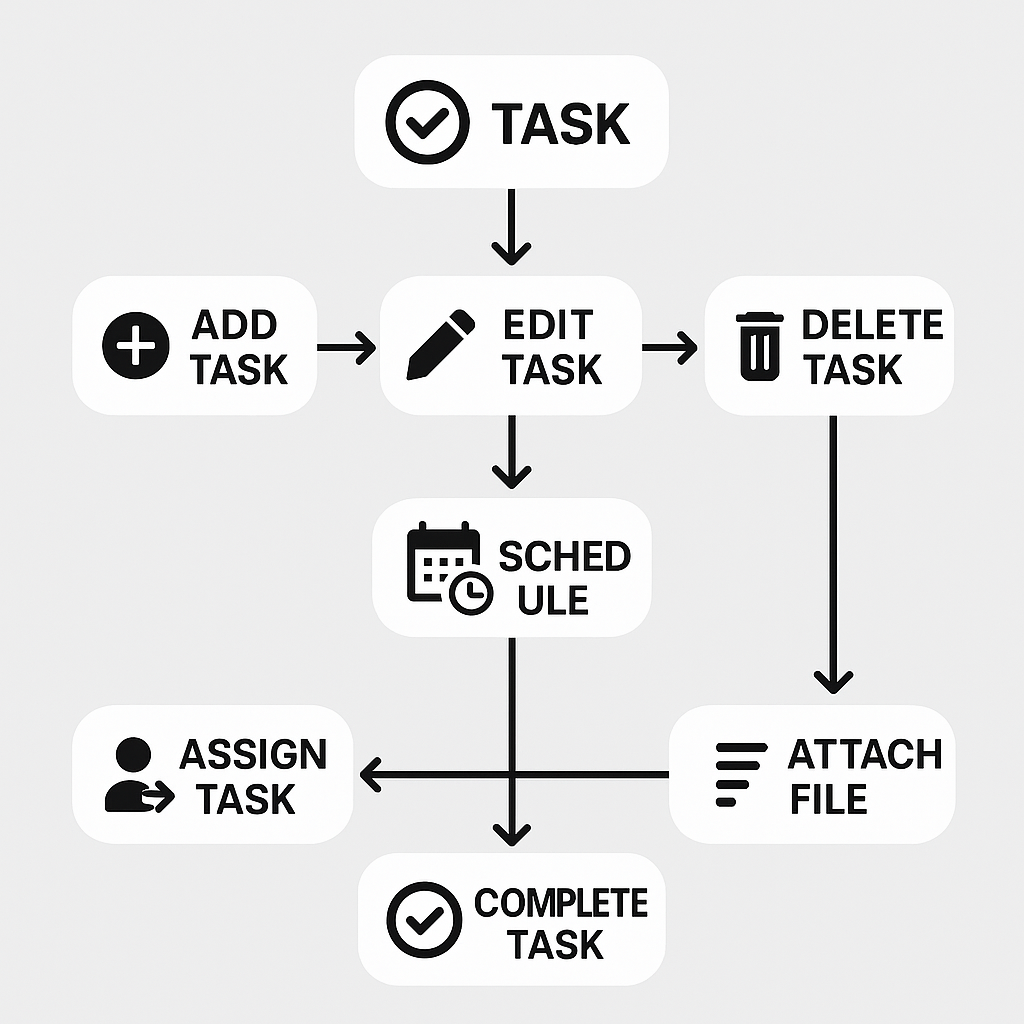 TASK
ADD
TASK
EDIT
TASK
DELETE
TASK
SCHED
ULE
ASSIGN
TASK
ATTACH
FILE
COMPLETE
TASK